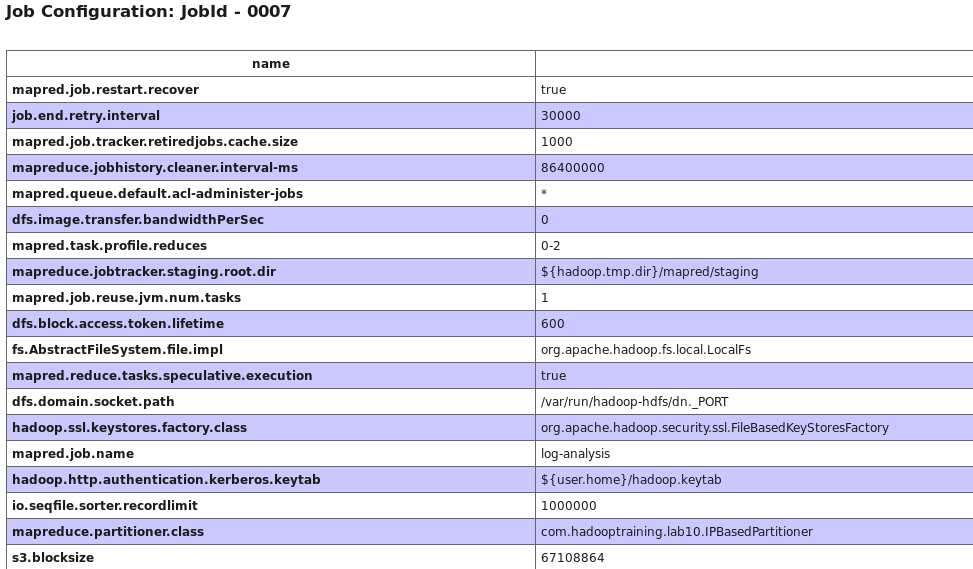 Job Configuration: JobId - 0007
name
mapred.job.restart.recover true
job.end.retry.interval 30000
mapred.job.tracker.retiredjobs.cache.size 1000
mapreduce.jobhistory.cleaner.interval-ms 86400000
mapred.queue.default.acl-administer-jobs *
dfs.image.transfer.bandwidthPerSec 0
mapred.task.profile.reduces 0-2
mapreduce.jobtracker.staging.root.dir ${hadoop.tmp.dir}/mapred/staging
mapred.job.reuse.jvm.num.tasks 1
dfs.block.access.token.lifetime 600
fs.AbstractFileSystem.file.impl org.apache.hadoop.fs.local.LocalFs
mapred.reduce.tasks.speculative.execution true
dfs.domain.socket.path /var/run/hadoop-hdfs/dn._PORT
hadoop.ssl.keystores.factory.class org.apache.hadoop.security.ssl.FileBasedKeyStoresFactory
mapred.job.name log-analysis
hadoop.http.authentication.kerberos.keytab ${user.home}/hadoop.keytab
io.seqfile.sorter.recordlimit 1000000
mapreduce.partitioner.class com.hadooptraining.lab10.IPBasedPartitioner
s3.blocksize 67108864